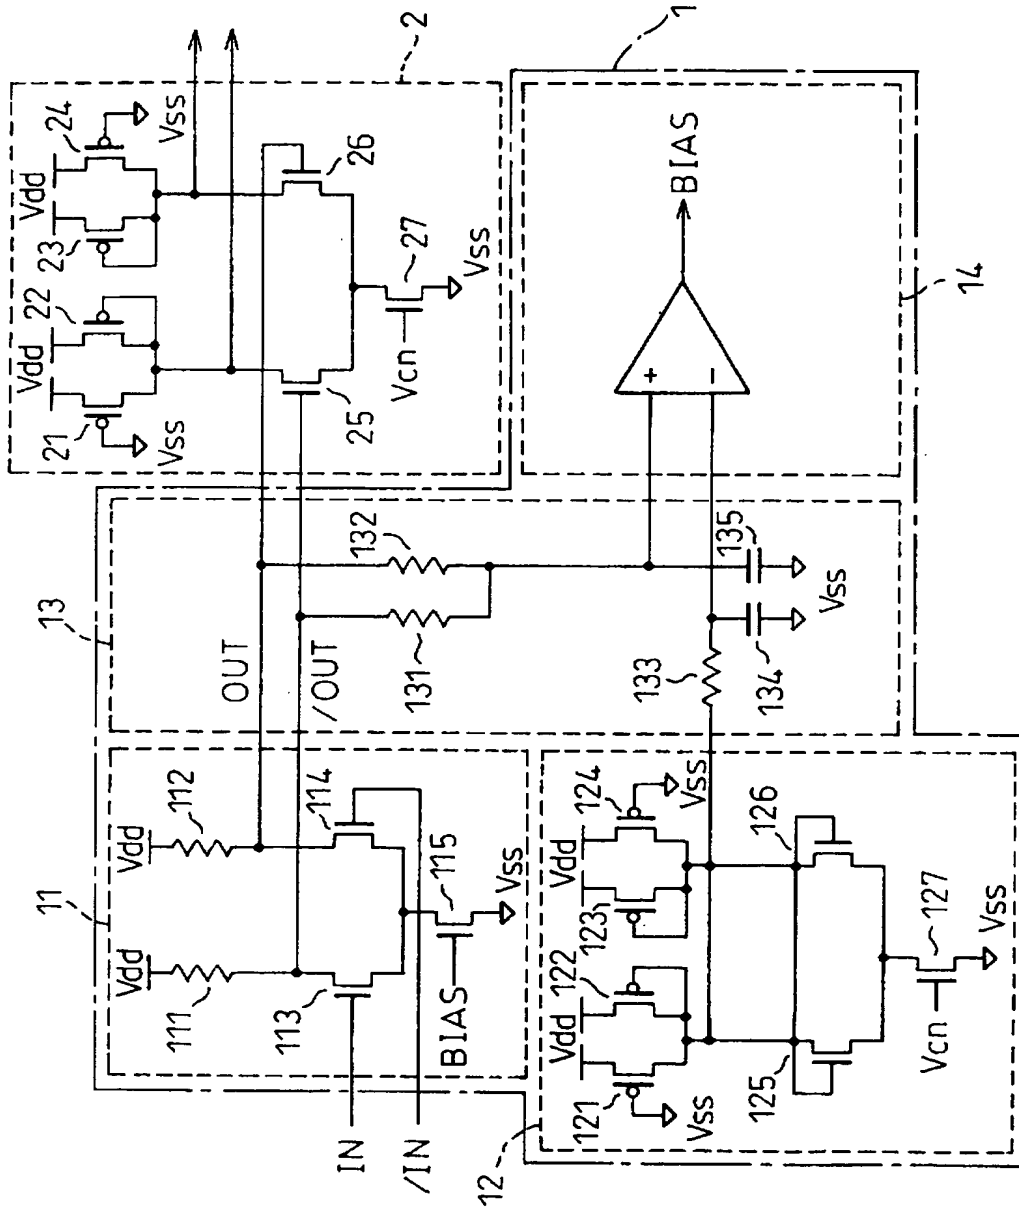 2
24
Vdd
23
Vss
22
Vdd
21
Vss
26
25
27
Vcn
Vss
1
BIAS
+
−
14
13
OUT
/OUT
132
131
133
135
134
Vss
11
Vdd
112
Vdd
111
114
113
115
BIAS
Vss
IN
/IN
12
124
Vdd
123
Vss
122
Vdd
121
Vss
126
125
127
Vcn
Vss